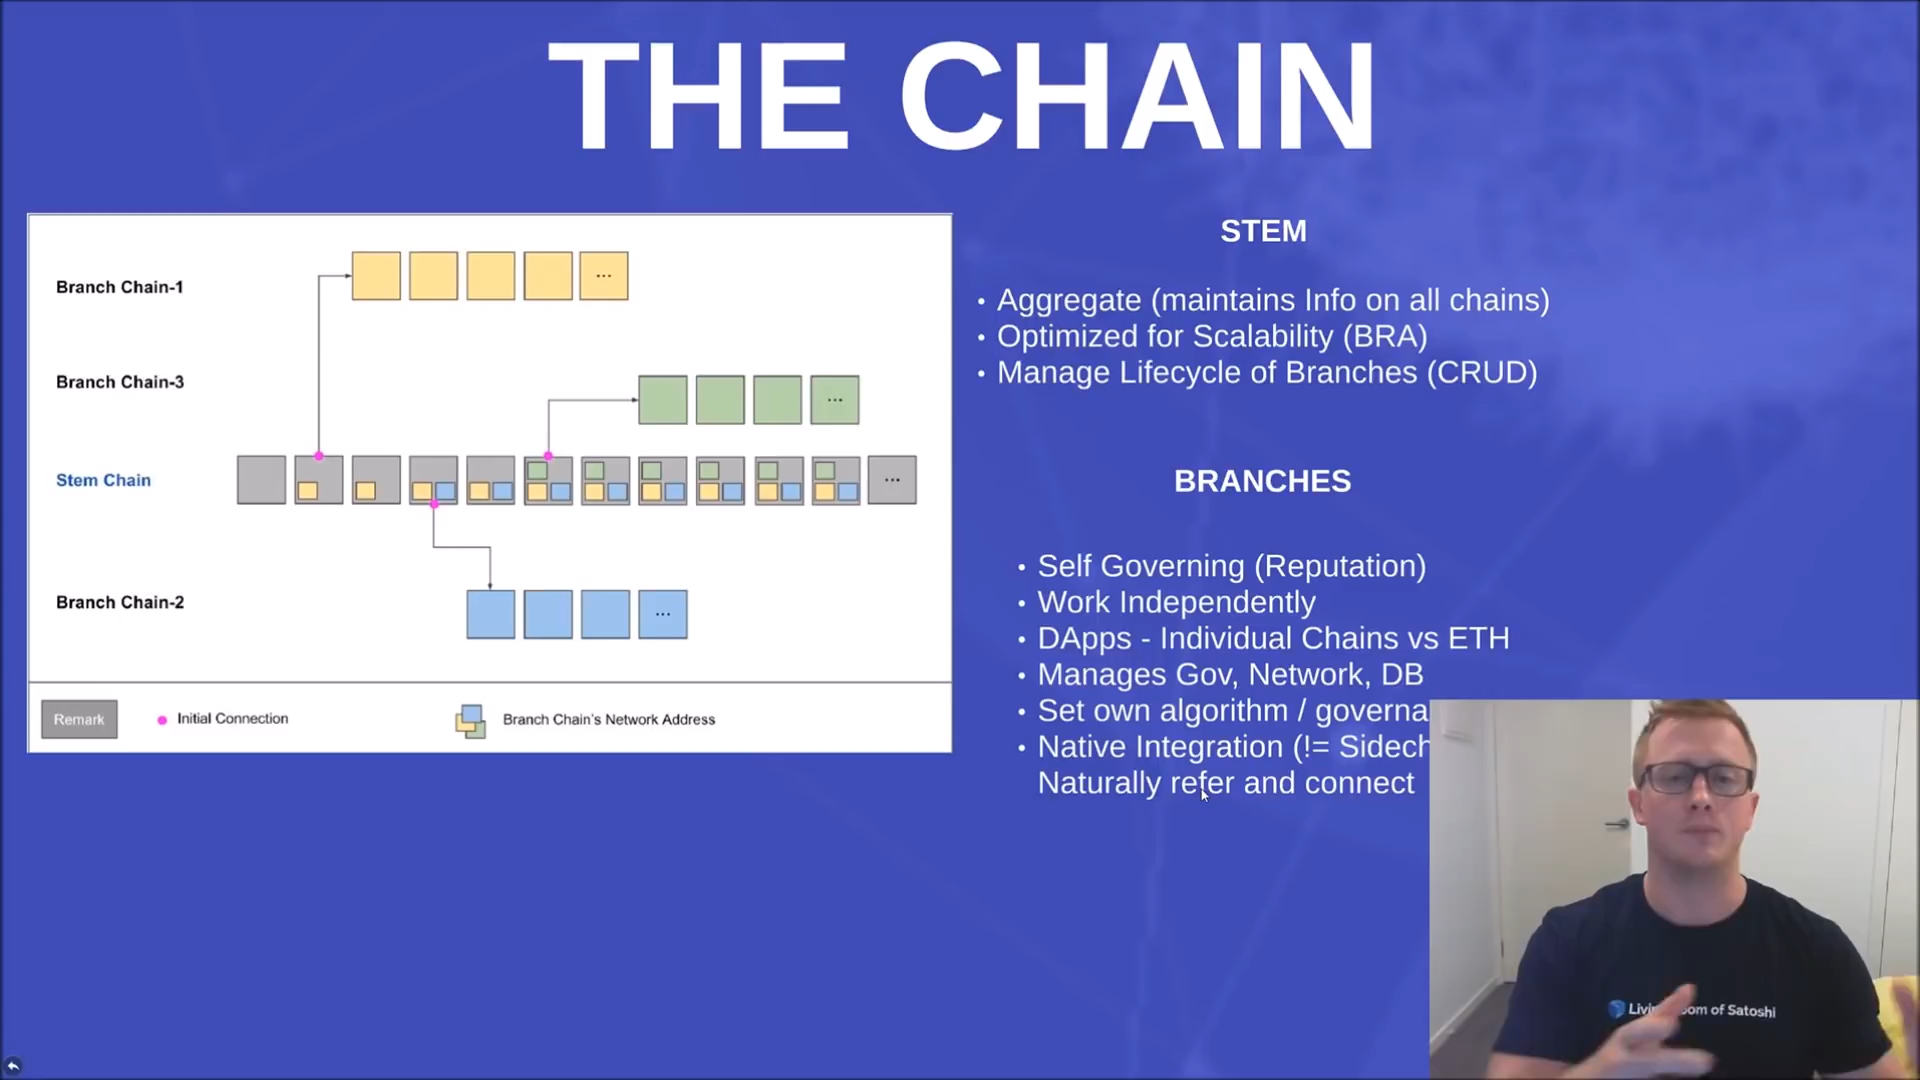 THE CHAIN
Branch Chain-1
...
Branch Chain-3
...
Stem Chain
...
Branch Chain-2
...
Remark
Initial Connection
Branch Chain's Network Address
STEM
• Aggregate (maintains Info on all chains)
• Optimized for Scalability (BRA)
• Manage Lifecycle of Branches (CRUD)
BRANCHES
• Self Governing (Reputation)
• Work Independently
• DApps - Individual Chains vs ETH
• Manages Gov, Network, DB
• Set own algorithm / governa
• Native Integration (!= Sidech
Naturally refer and connect
of Satoshi